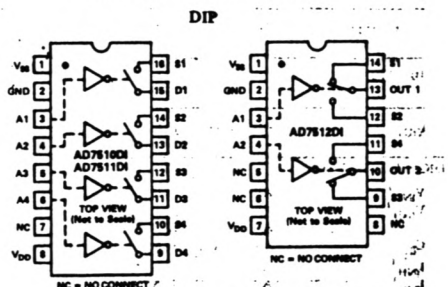 DIP
VSS 1
GND 2
A1 3
A2 4
A3 5
A4 6
NC 7
VDD 8
16 S1
15 D1
14 S2
13 D2
12 S3
11 D3
10 S4
9 D4
AD7510DI
AD7511DI
TOP VIEW
(Not to Scale)
NC = NO CONNECT
VSS 1
GND 2
A1 3
A2 4
NC 5
NC 6
VDD 7
14 S1
13 OUT 1
12 S2
11 S4
10 OUT 2
9 S3
8 NC
AD7512DI
TOP VIEW
(Not to Scale)
NC = NO CONNECT